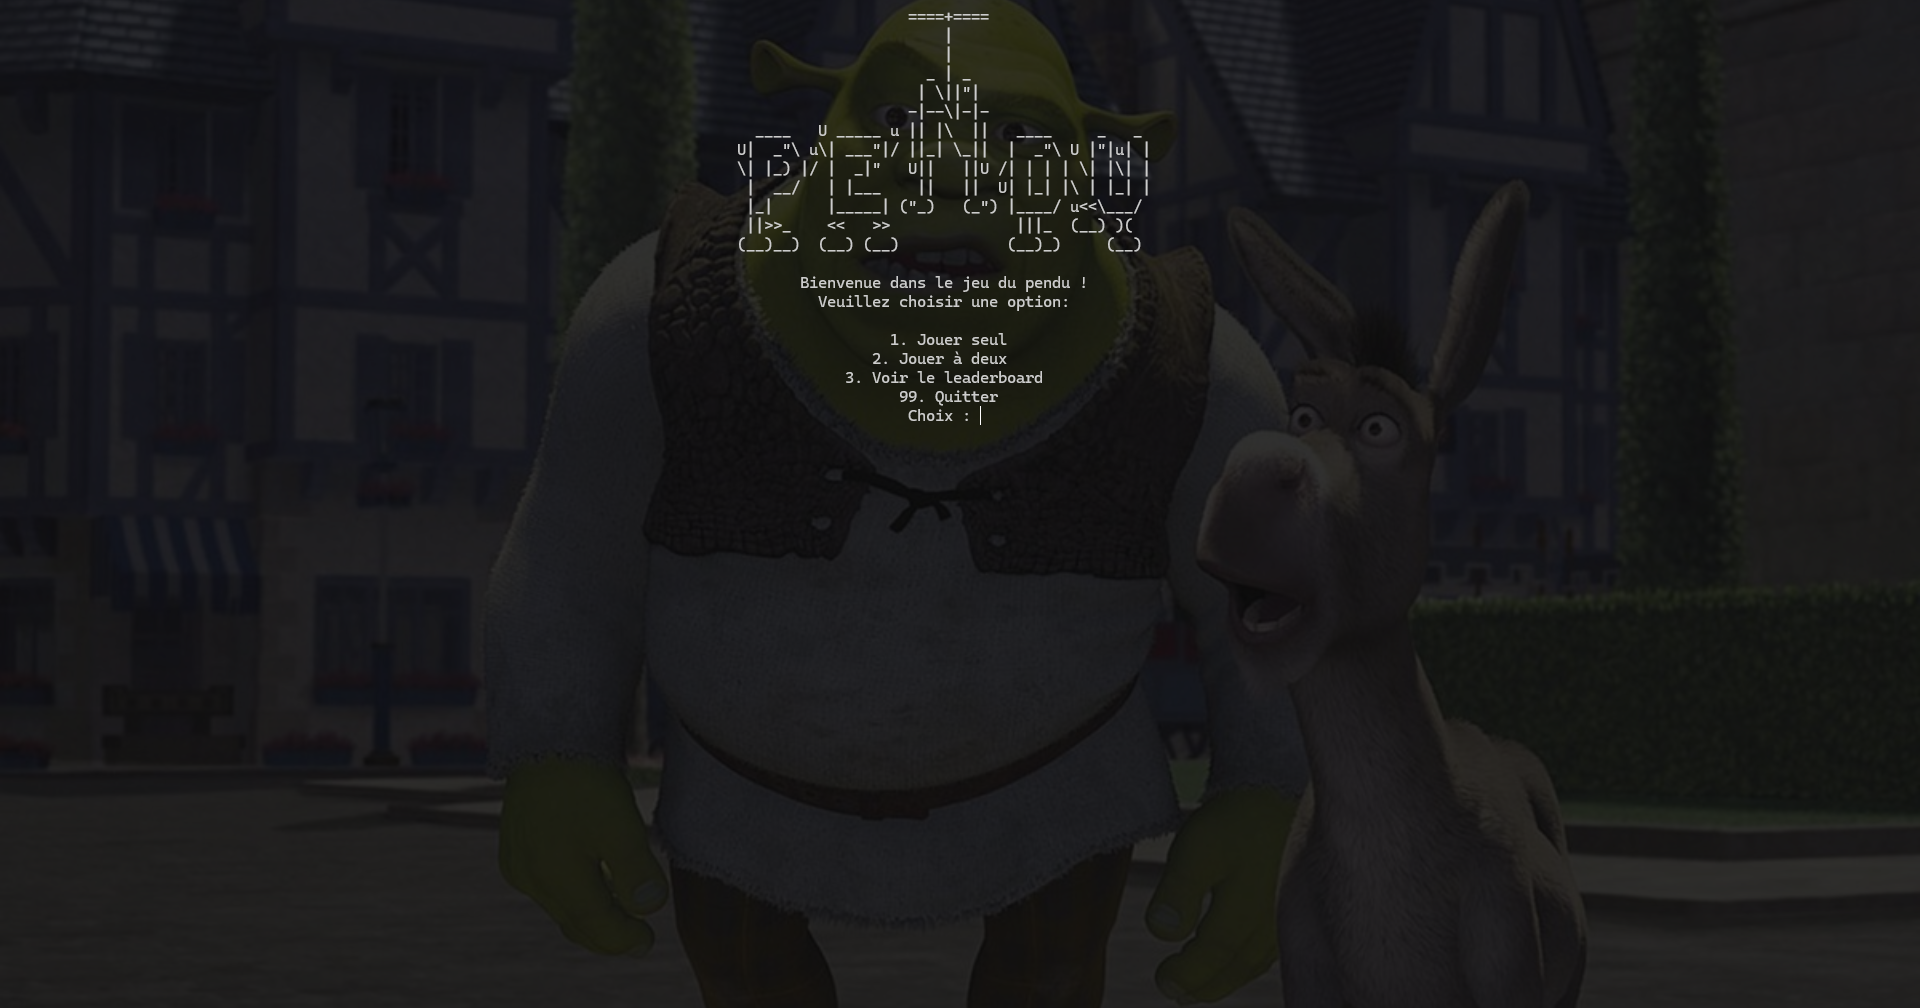 PENDU
Bienvenue dans le jeu du pendu !
Veuillez choisir une option:
1. Jouer seul
2. Jouer à deux
3. Voir le leaderboard
99. Quitter
Choix :